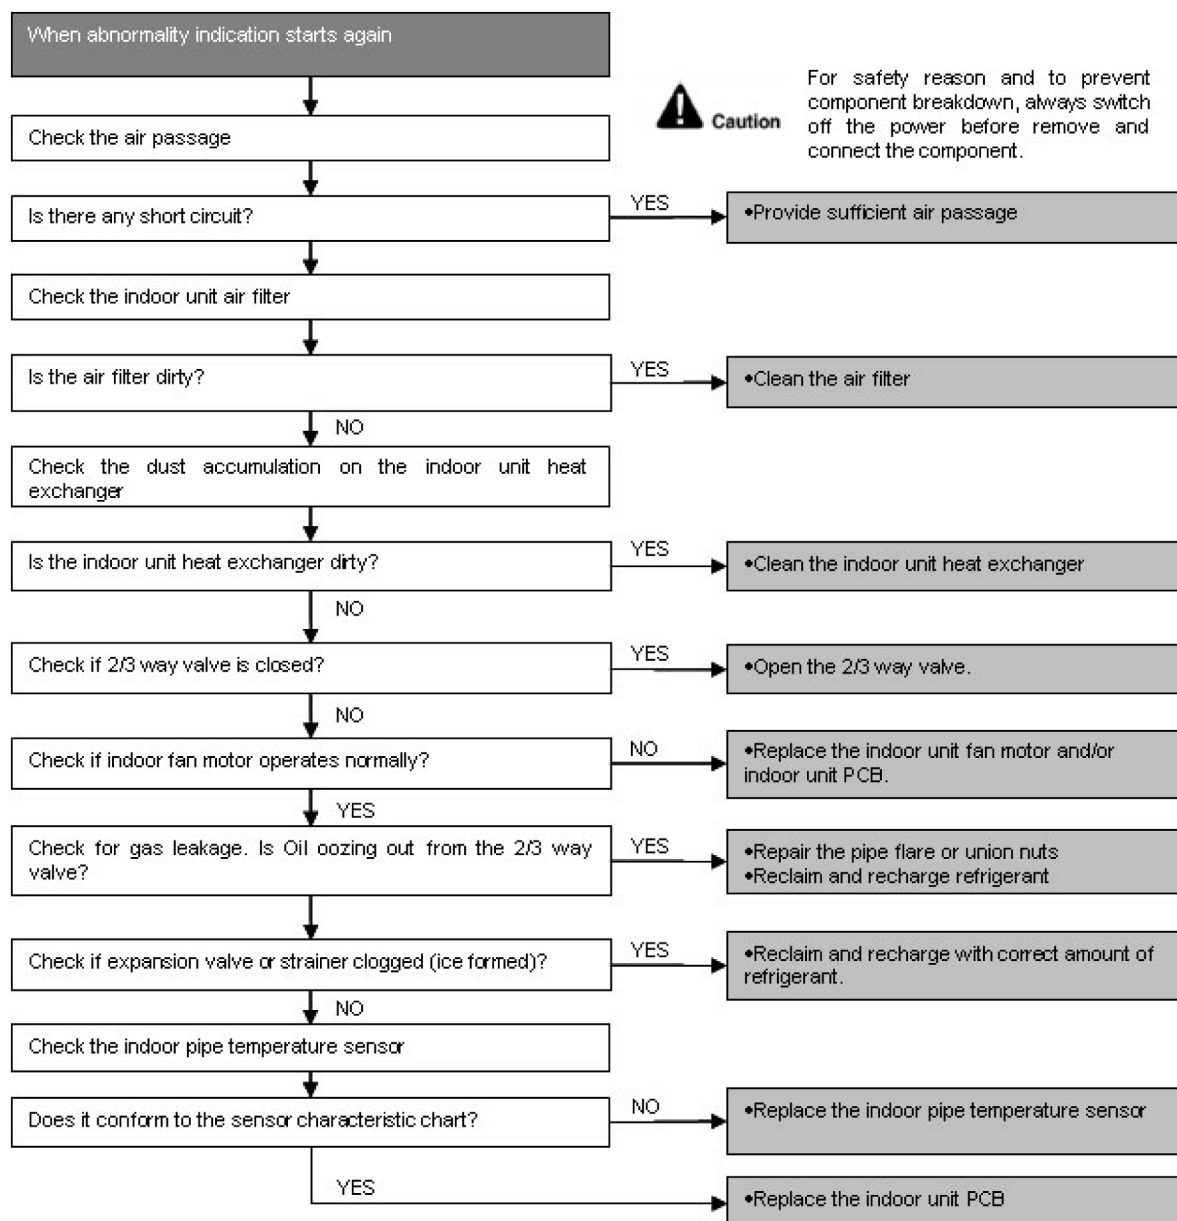 When abnormality indication starts again
For safety reason and to prevent
component breakdown, always switch
off the power before remove and
connect the component.
Caution
Check the air passage
Is there any short circuit?
YES
•Provide sufficient air passage
Check the indoor unit air filter
Is the air filter dirty?
YES
•Clean the air filter
NO
Check the dust accumulation on the indoor unit heat
exchanger
Is the indoor unit heat exchanger dirty?
YES
•Clean the indoor unit heat exchanger
NO
Check if 2/3 way valve is closed?
YES
•Open the 2/3 way valve.
NO
Check if indoor fan motor operates normally?
NO
•Replace the indoor unit fan motor and/or
indoor unit PCB.
YES
Check for gas leakage. Is Oil oozing out from the 2/3 way
valve?
YES
•Repair the pipe flare or union nuts
•Reclaim and recharge refrigerant
Check if expansion valve or strainer clogged (ice formed)?
YES
•Reclaim and recharge with correct amount of
refrigerant.
NO
Check the indoor pipe temperature sensor
Does it conform to the sensor characteristic chart?
NO
•Replace the indoor pipe temperature sensor
YES
•Replace the indoor unit PCB